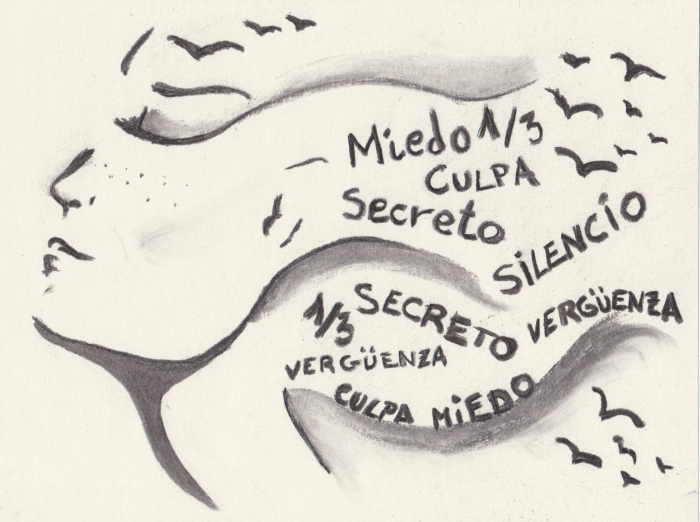 Miedo 1/3
CULPA
Secreto
SiLENCiO
1/3 SECRETO
VERGÜENZA
VERGÜENZA
CULPA MiEDO